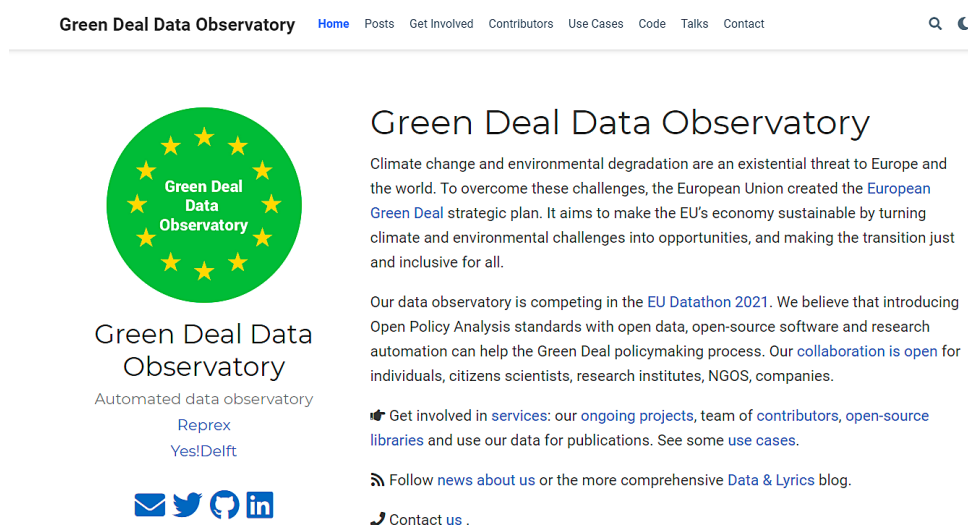 Green Deal Data Observatory Home Posts Get Involved Contributors Use Cases Code Talks Contact
Green Deal
Data
Observatory
Green Deal Data
Observatory
Automated data observatory
Reprex
Yes!Delft
Green Deal Data Observatory
Climate change and environmental degradation are an existential threat to Europe and
the world. To overcome these challenges, the European Union created the European
Green Deal strategic plan. It aims to make the EU's economy sustainable by turning
climate and environmental challenges into opportunities, and making the transition just
and inclusive for all.
Our data observatory is competing in the EU Datathon 2021. We believe that introducing
Open Policy Analysis standards with open data, open-source software and research
automation can help the Green Deal policymaking process. Our collaboration is open for
individuals, citizens scientists, research institutes, NGOS, companies.
Get involved in services: our ongoing projects, team of contributors, open-source
libraries and use our data for publications. See some use cases.
Follow news about us or the more comprehensive Data & Lyrics blog.
Contact us .